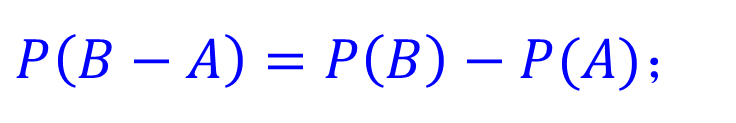 P(B − A) = P(B) − P(A)；